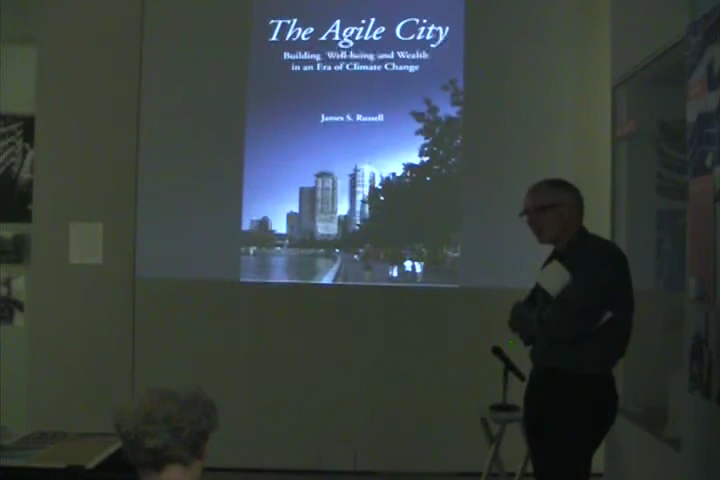 The Agile City
Building Well-being and Wealth
in an Era of Climate Change
James S. Russell